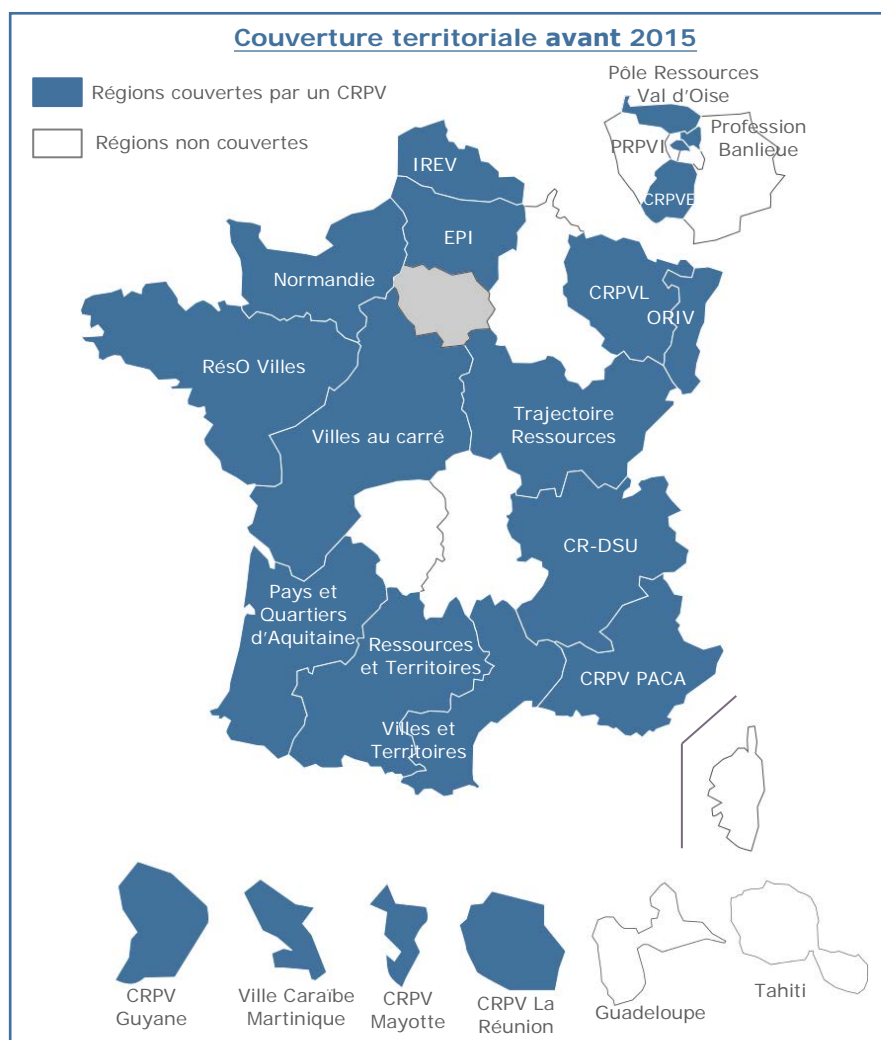 Couverture territoriale avant 2015
Régions couvertes par un CRPV
Régions non couvertes
Pôle Ressources
Val d'Oise
Profession
Banlieue
PRPVI
CRPVE
IREV
EPI
Normandie
CRPVL
ORIV
RésO Villes
Villes au carré
Trajectoire
Ressources
CR-DSU
Pays et
Quartiers
d'Aquitaine
Ressources
et Territoires
CRPV PACA
Villes et
Territoires
CRPV
Guyane
Ville Caraïbe
Martinique
CRPV
Mayotte
CRPV La
Réunion
Guadeloupe
Tahiti